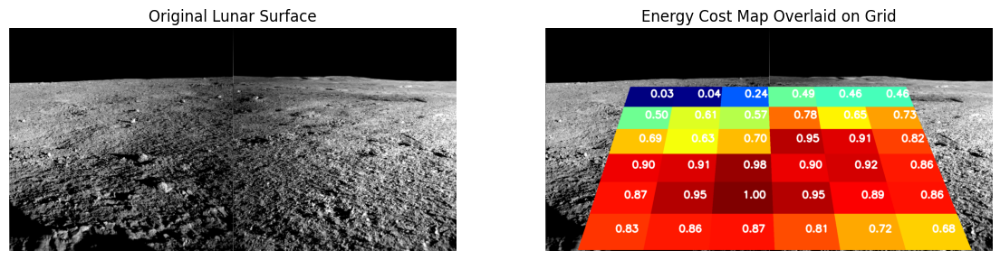 Original Lunar Surface
Energy Cost Map Overlaid on Grid
0.03 0.04 0.24 0.49 0.46 0.46
0.50 0.61 0.57 0.78 0.65 0.73
0.69 0.63 0.70 0.95 0.91 0.82
0.90 0.91 0.98 0.90 0.92 0.86
0.87 0.95 1.00 0.95 0.89 0.86
0.83 0.86 0.87 0.81 0.72 0.68